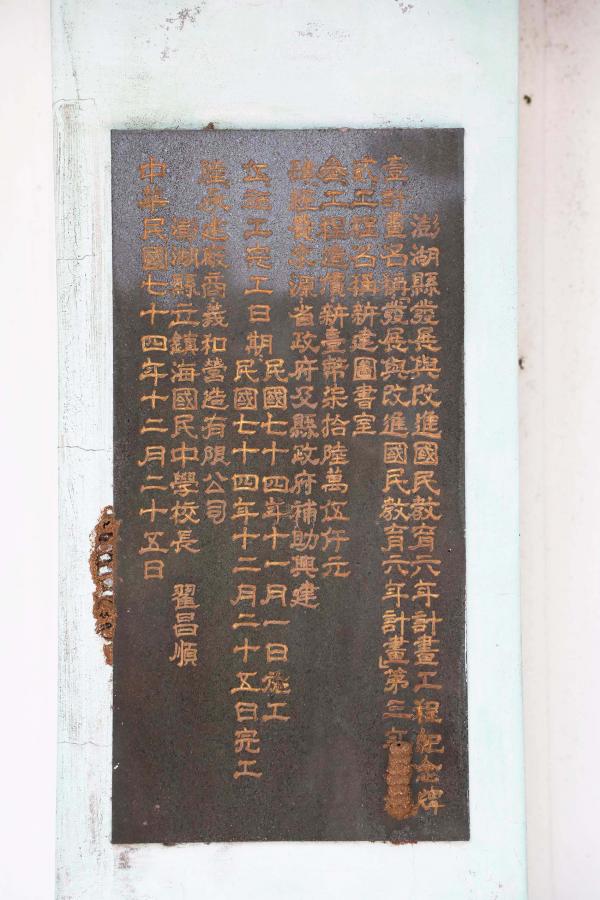 澎湖縣發展與改進國民教育六年計畫工程紀念牌
壹計畫名稱「發展與改進國民教育六年計畫」第三年
貳工程名稱新建圖書室
叁工程造價新臺幣柒拾陸萬伍仟元
肆經費來源省政府及縣政府補助興建
伍施工完工日期民國七十四年十一月一日施工
民國七十四年十二月二十五日完工
陸承建廠商義和營造有限公司
澎湖縣立鎮海國民中學校長 翟昌順
中華民國七十四年十二月二十五日